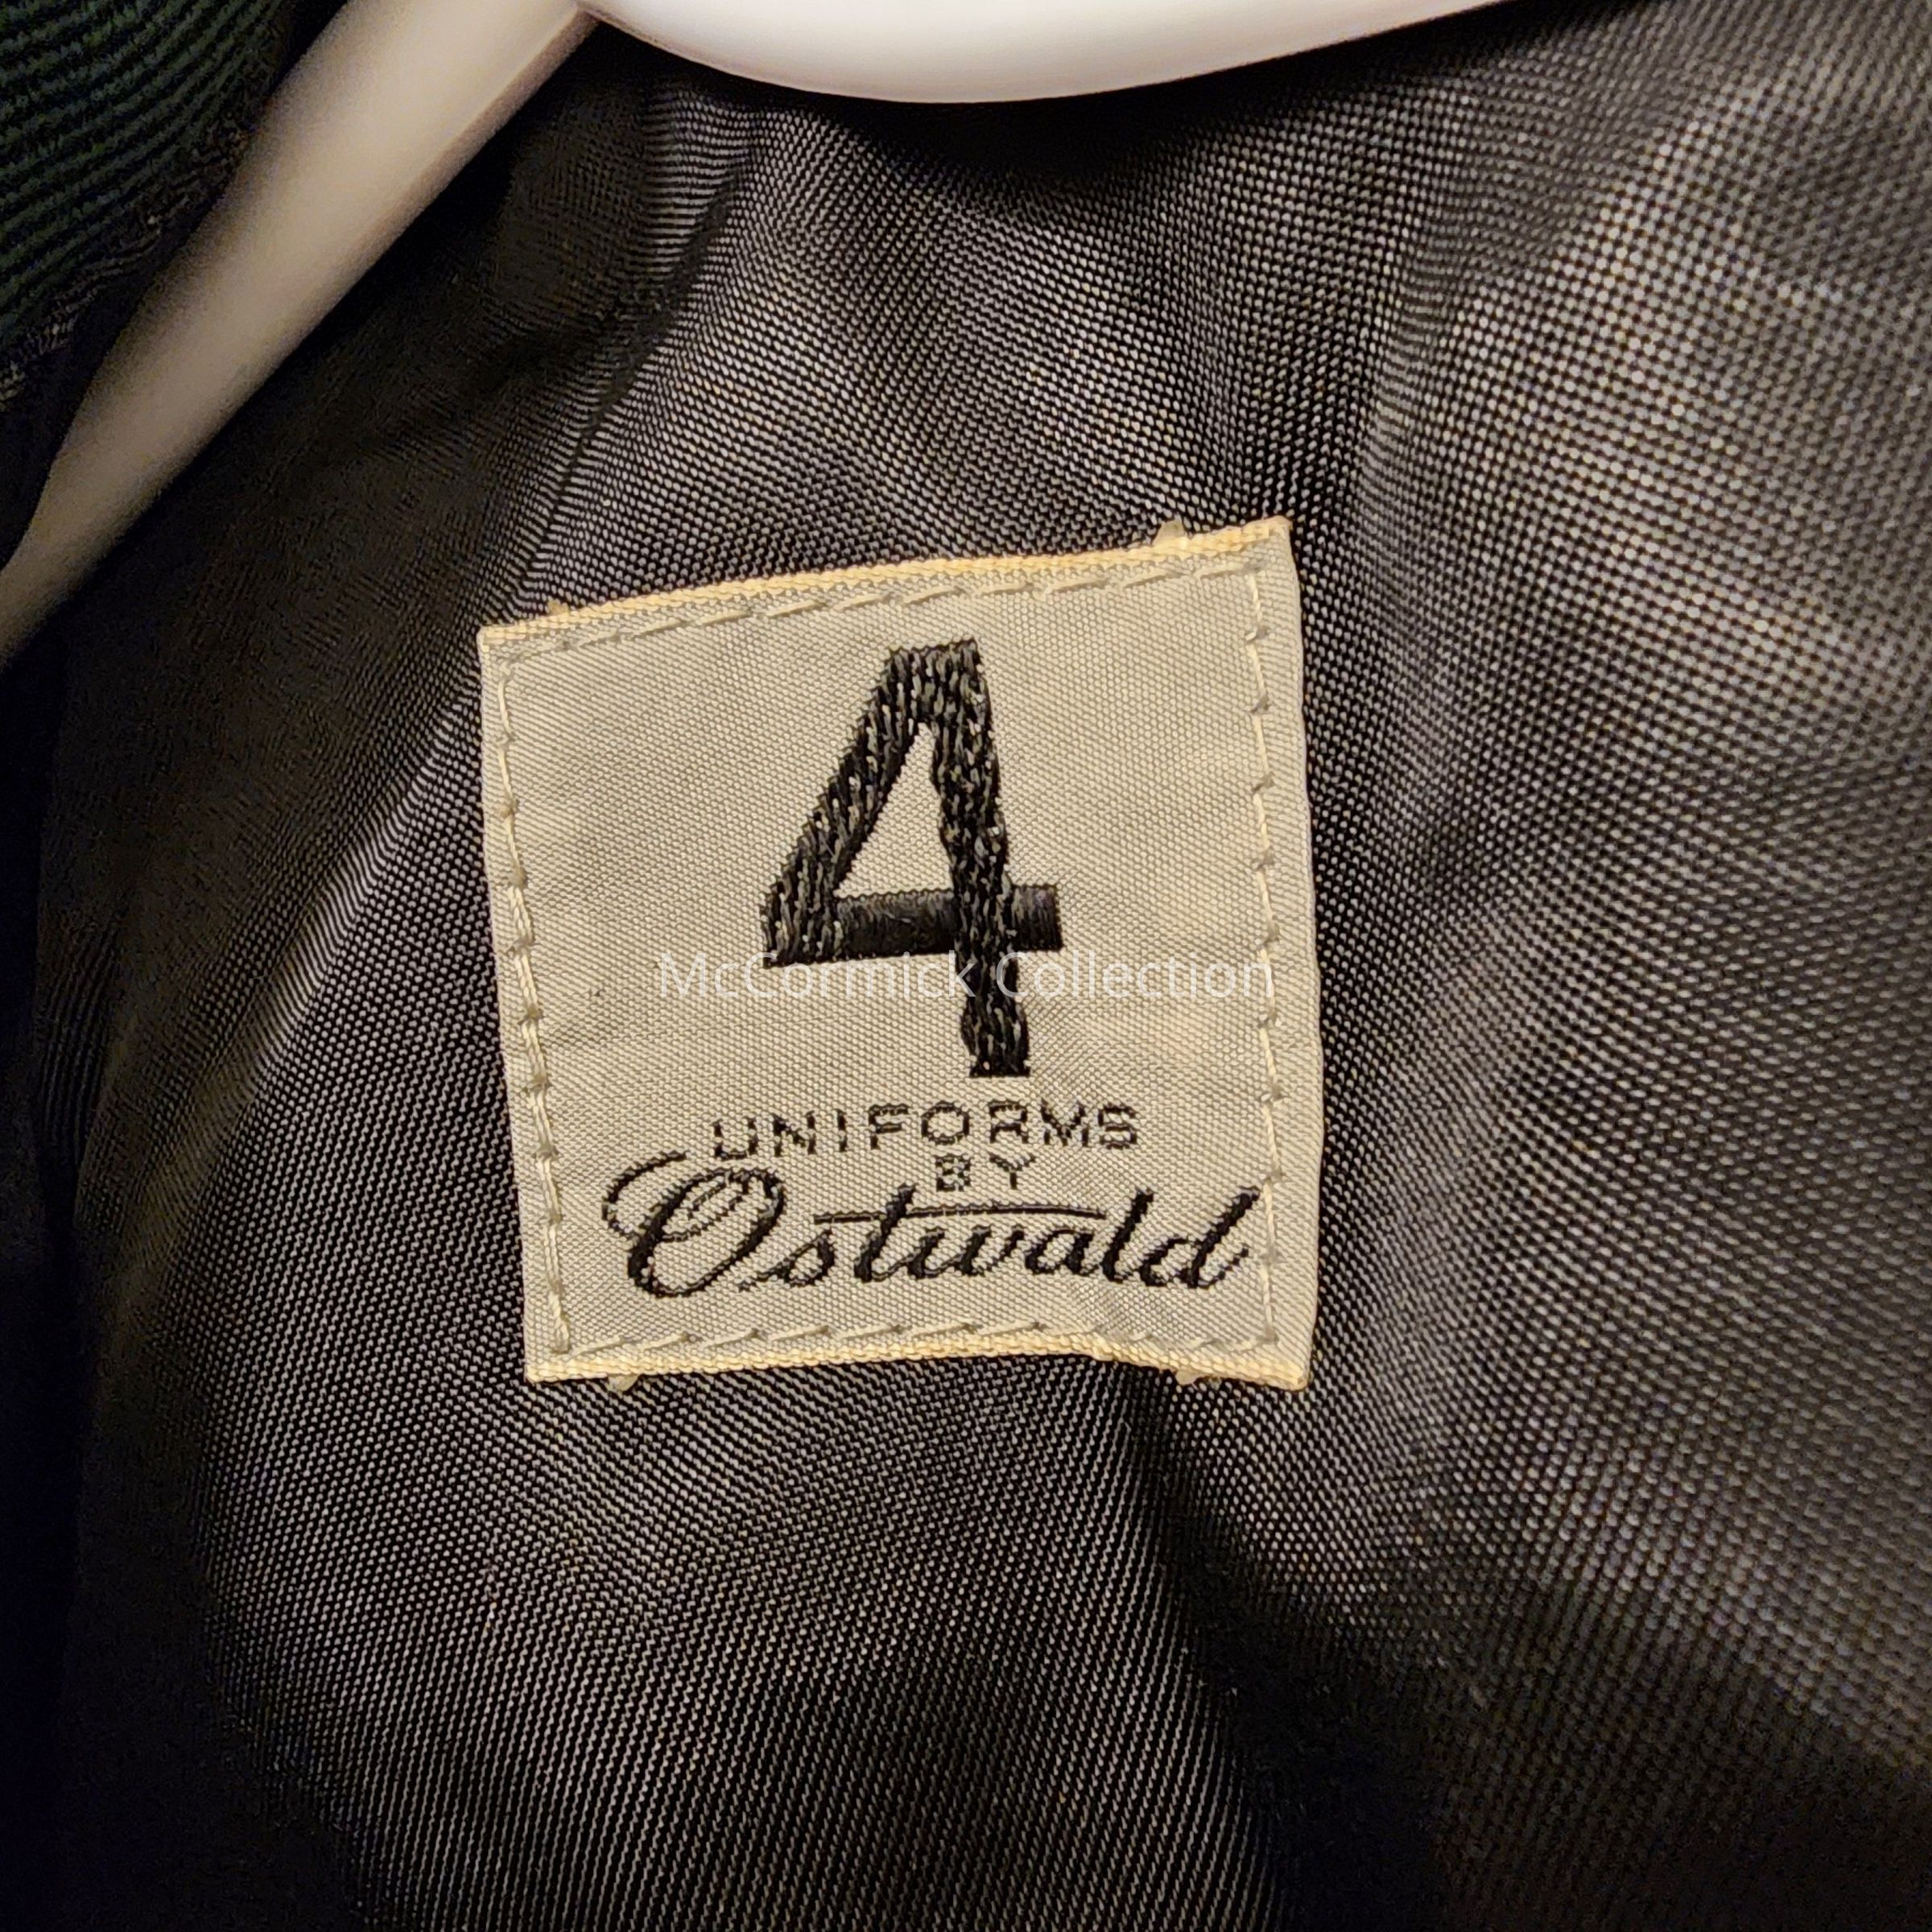 4
McCormick Collection
UNIFORMS
BY
Ostwald